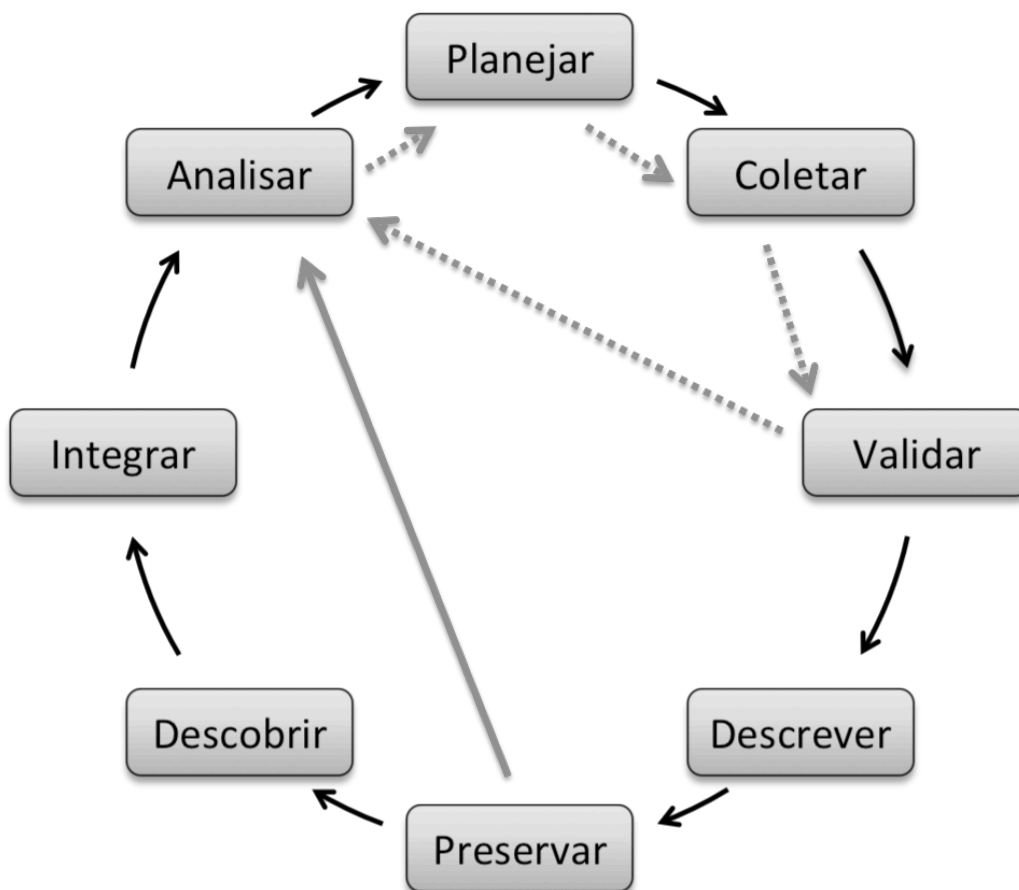 Planejar
Analisar
Coletar
Integrar
Validar
Descobrir
Descrever
Preservar